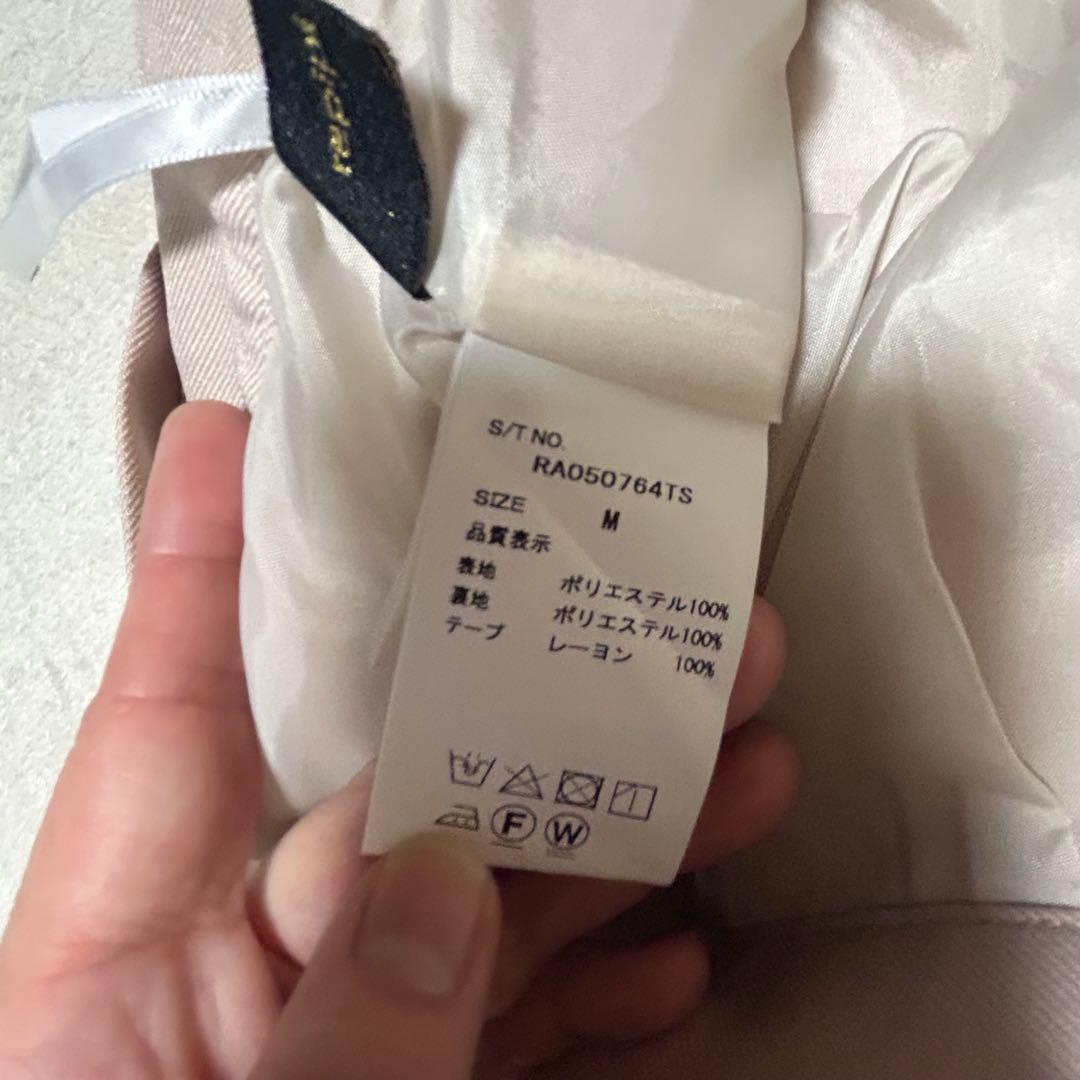 S/T NO.
RA050764TS
SIZE M
品質表示
表地 ポリエステル100%
裏地 ポリエステル100%
テープ レーヨン 100%
F W